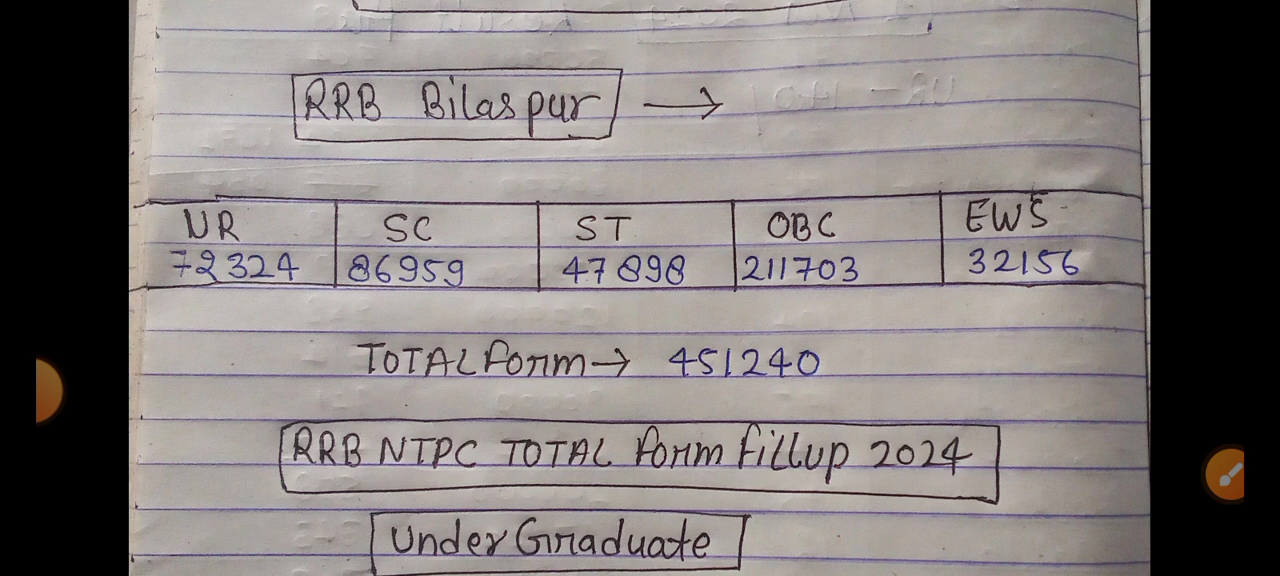 RRB Bilaspur →
UR SC ST OBC EWS
72324 86959 47898 211703 32156
TOTAL form → 451240
RRB NTPC TOTAL form fillup 2024
Under Graduate